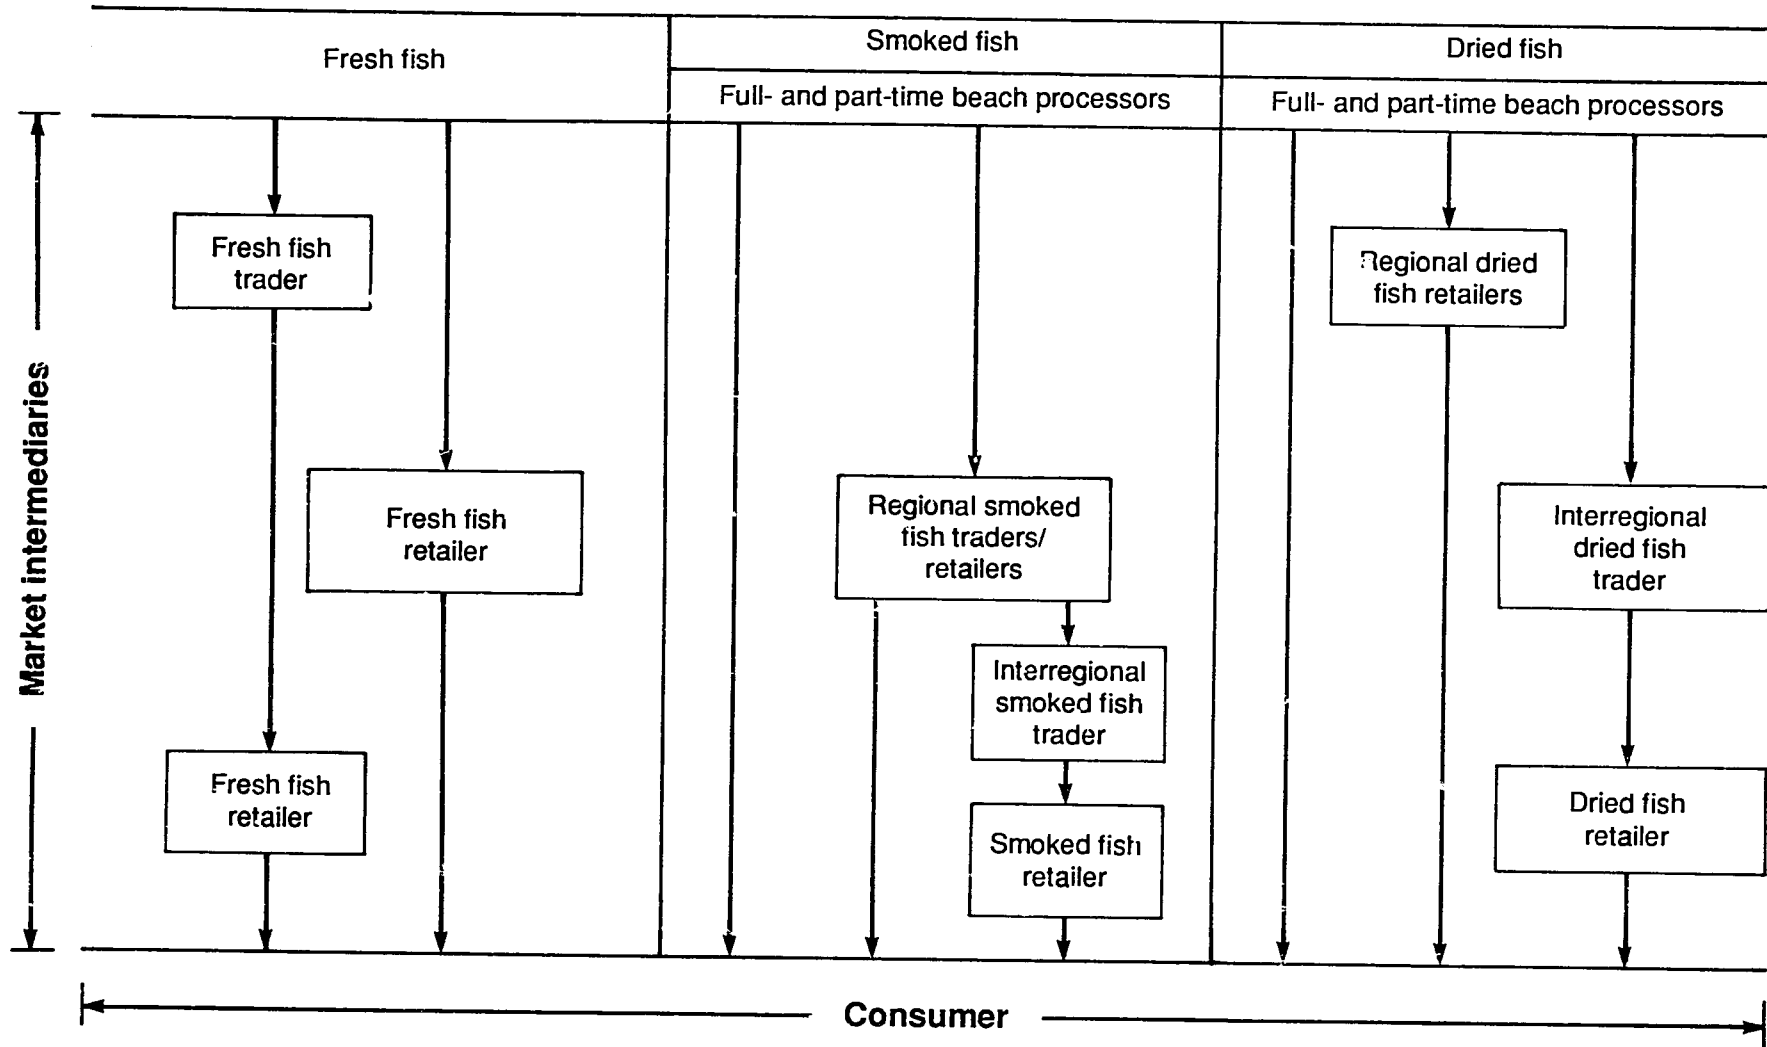 Fresh fish
Smoked fish
Dried fish
Full- and part-time beach processors
Full- and part-time beach processors
Market intermediaries
Fresh fish
trader
Fresh fish
retailer
Fresh fish
retailer
Regional smoked
fish traders/
retailers
Interregional
smoked fish
trader
Smoked fish
retailer
Regional dried
fish retailers
Interregional
dried fish
trader
Dried fish
retailer
Consumer